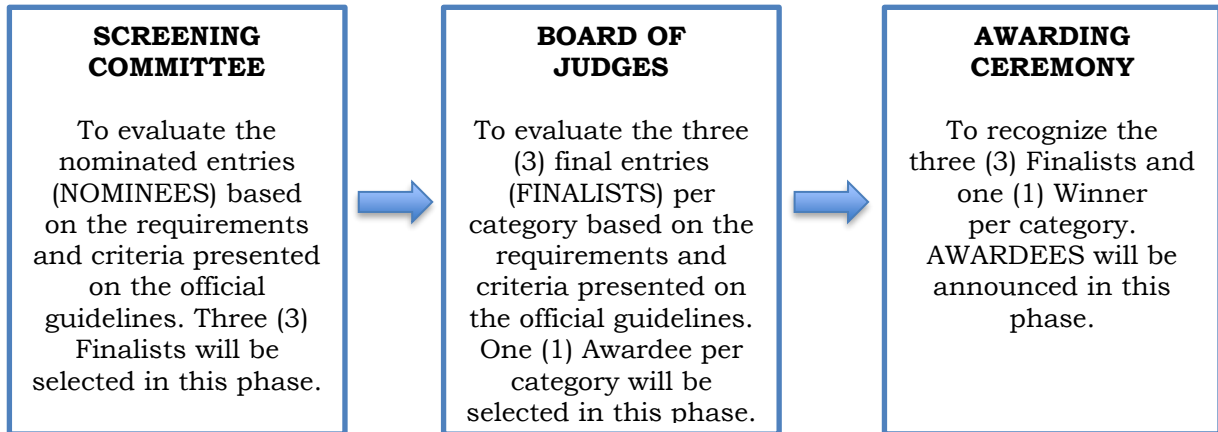 SCREENING
COMMITTEE
To evaluate the
nominated entries
(NOMINEES) based
on the requirements
and criteria presented
on the official
guidelines. Three (3)
Finalists will be
selected in this phase.
BOARD OF
JUDGES
To evaluate the three
(3) final entries
(FINALISTS) per
category based on the
requirements and
criteria presented on
the official guidelines.
One (1) Awardee per
category will be
selected in this phase.
AWARDING
CEREMONY
To recognize the
three (3) Finalists and
one (1) Winner
per category.
AWARDEES will be
announced in this
phase.